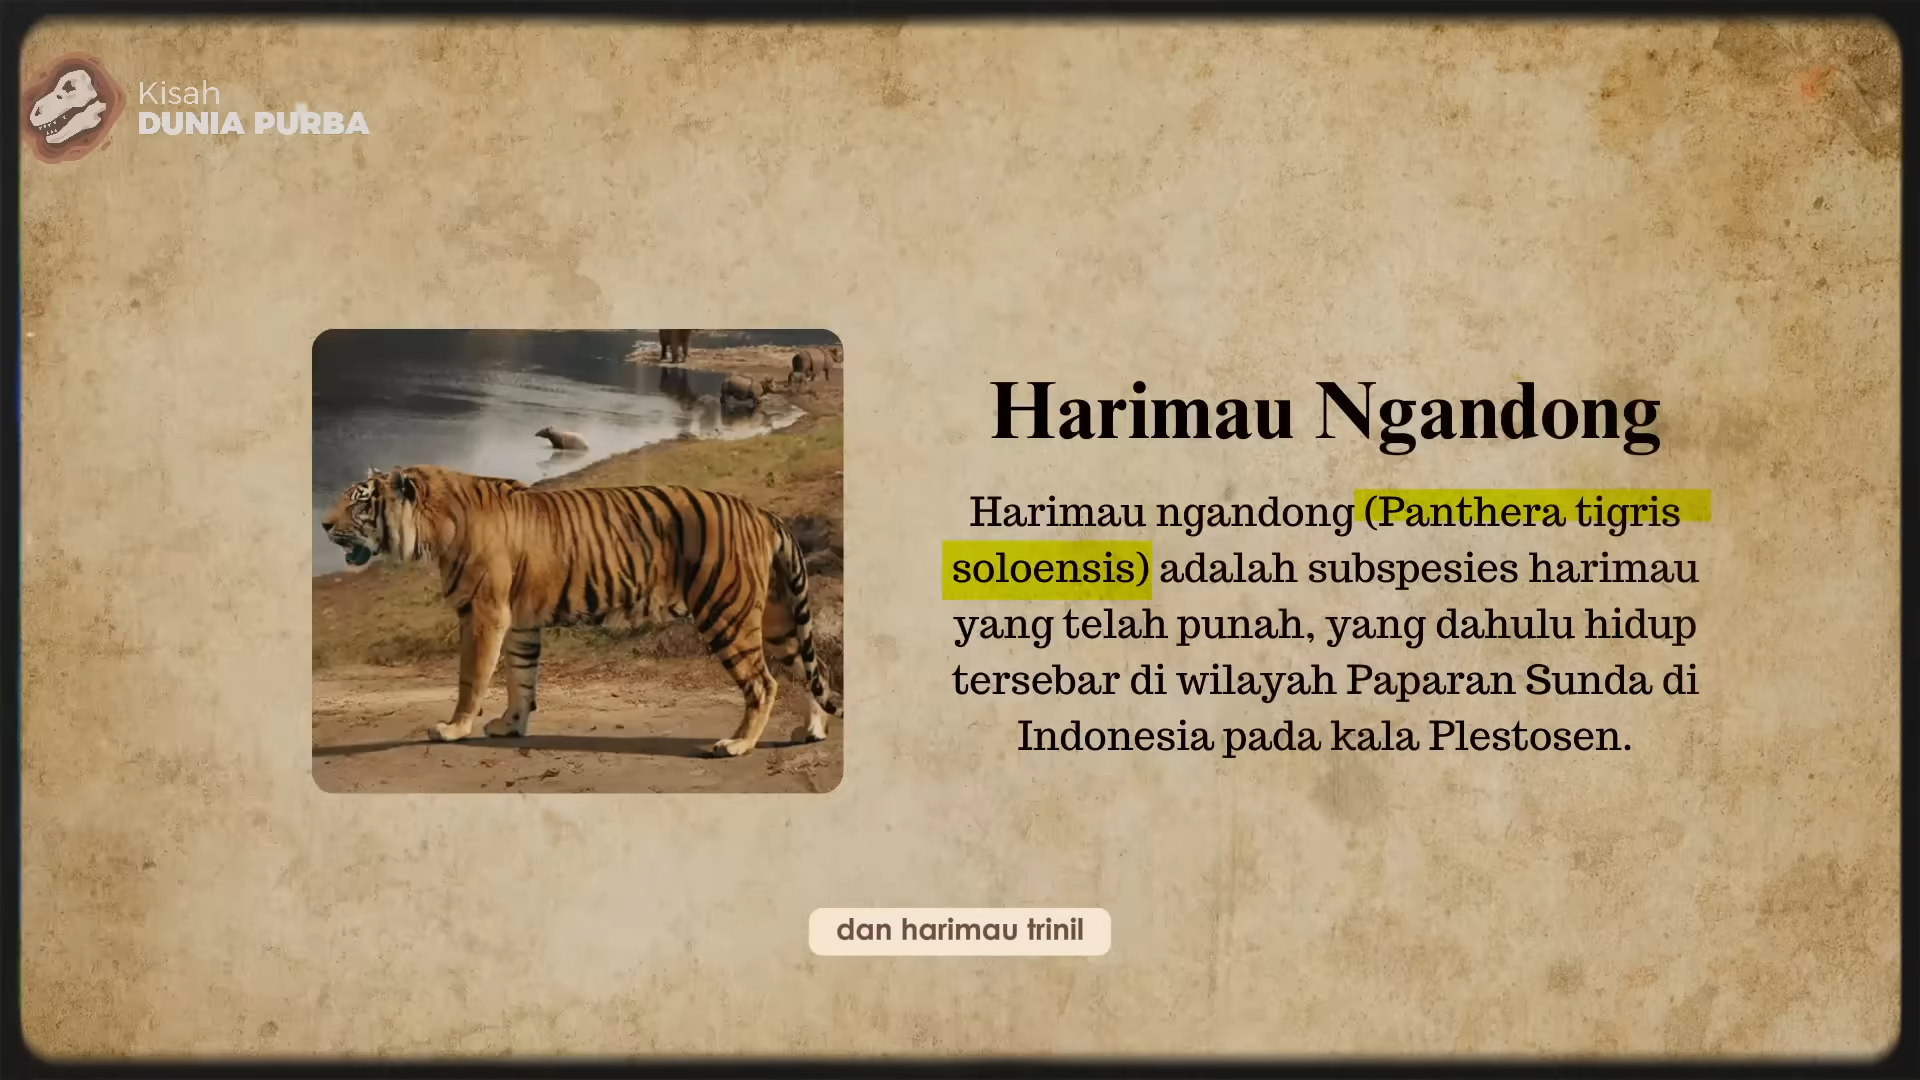 Kisah
DUNIA PURBA
Harimau Ngandong
Harimau ngandong (Panthera tigris
soloensis) adalah subspesies harimau
yang telah punah, yang dahulu hidup
tersebar di wilayah Paparan Sunda di
Indonesia pada kala Plestosen.
dan harimau trinil